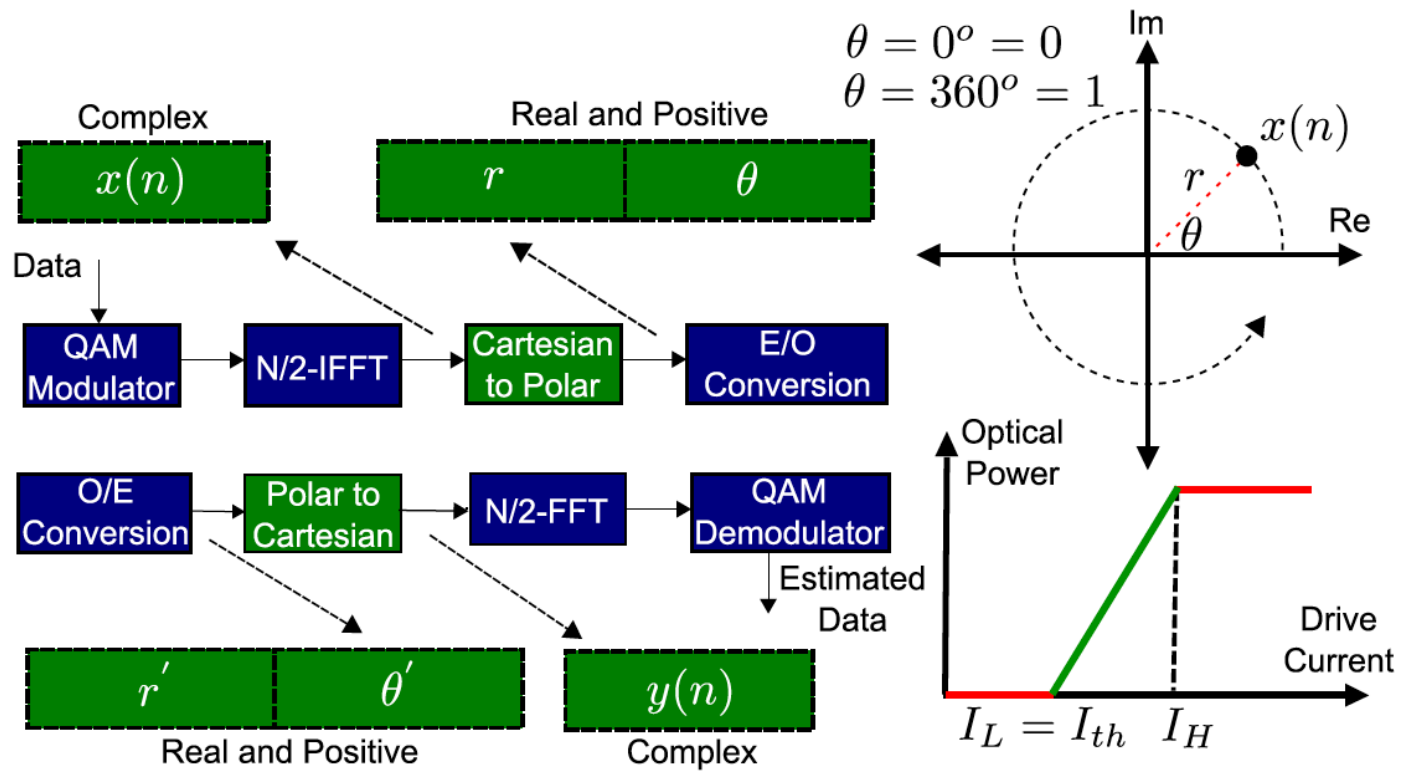 Complex
x(n)
Real and Positive
r θ
Data
QAM
Modulator
N/2-IFFT
Cartesian
to Polar
E/O
Conversion
O/E
Conversion
Polar to
Cartesian
N/2-FFT
QAM
Demodulator
Estimated
Data
r′ θ′
Real and Positive
y(n)
Complex
θ = 0ᵒ = 0
θ = 360ᵒ = 1
Im
x(n)
r
θ
Re
Optical
Power
Drive
Current
I_L = I_th I_H